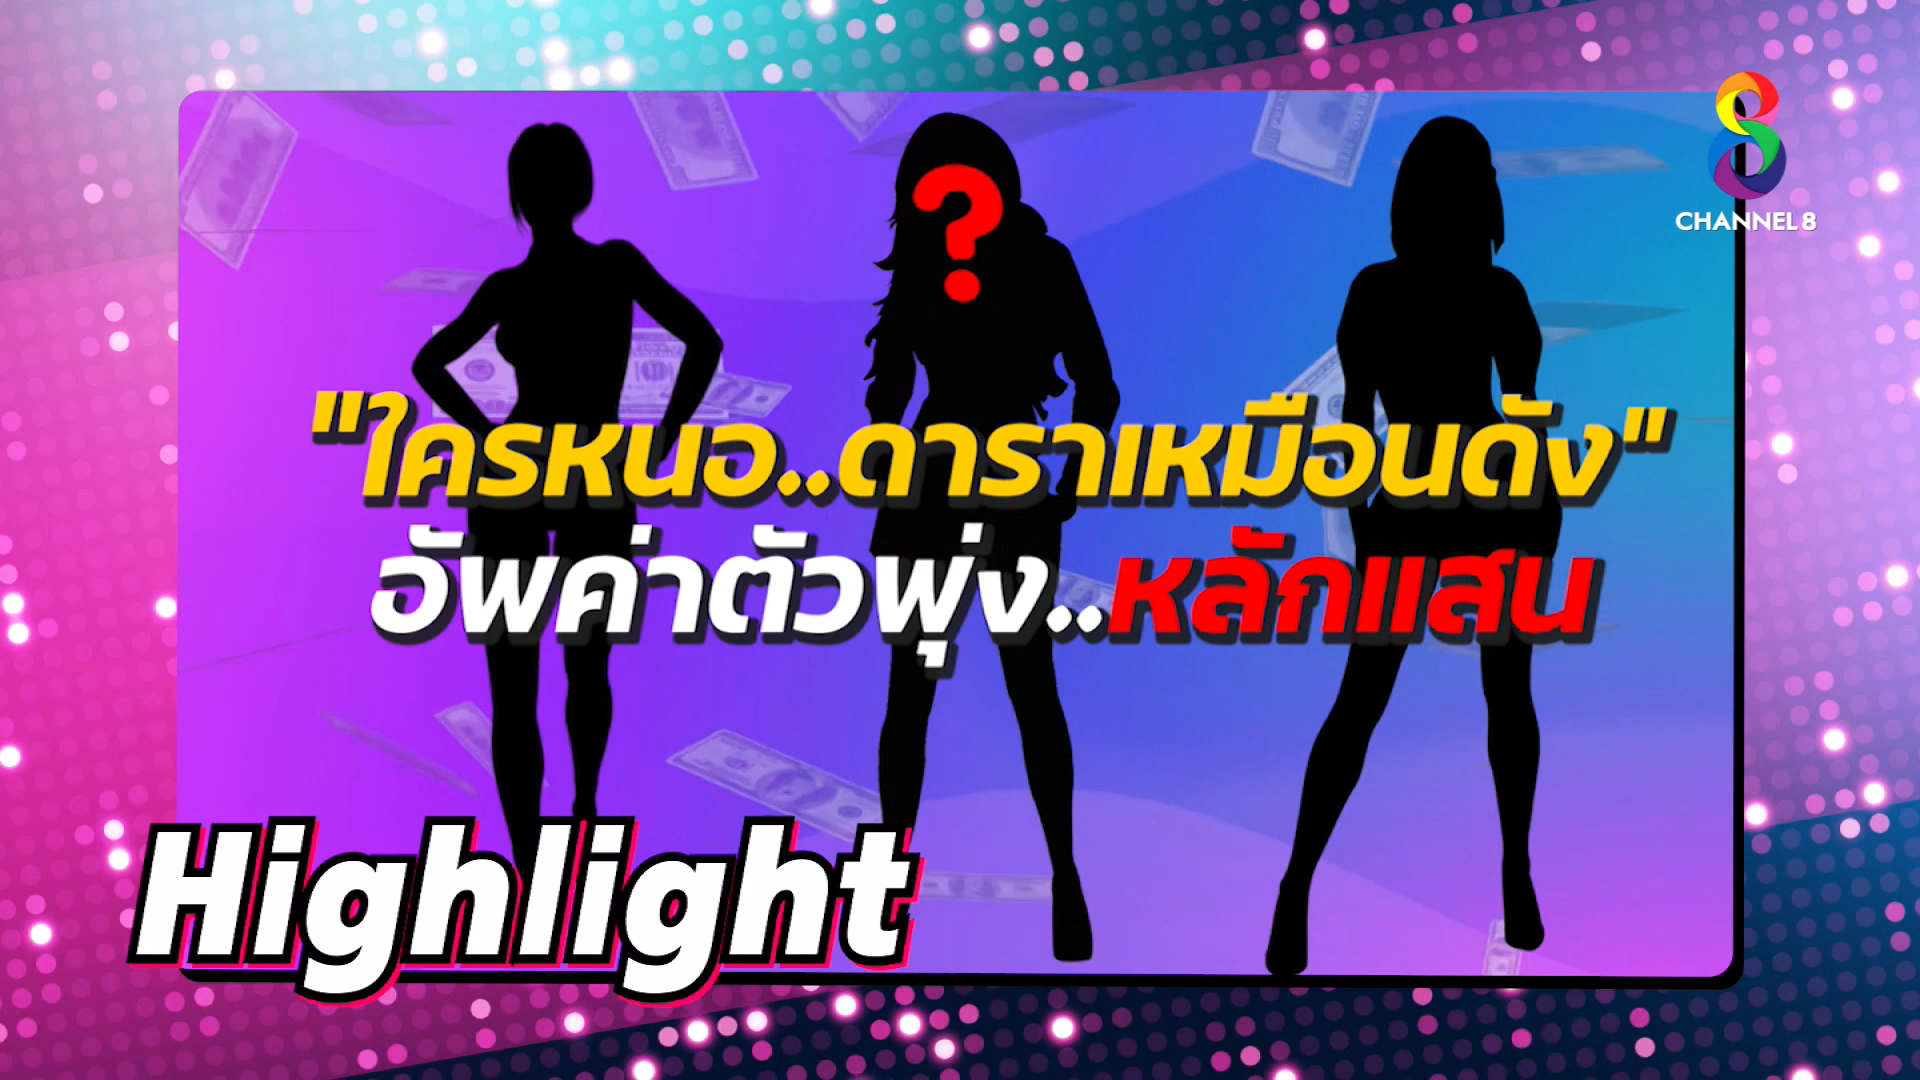 CHANNEL 8
"ใครหนอ..ดาราเหมือนดัง"
อัพค่าตัวพุ่ง..หลักแสน
Highlight